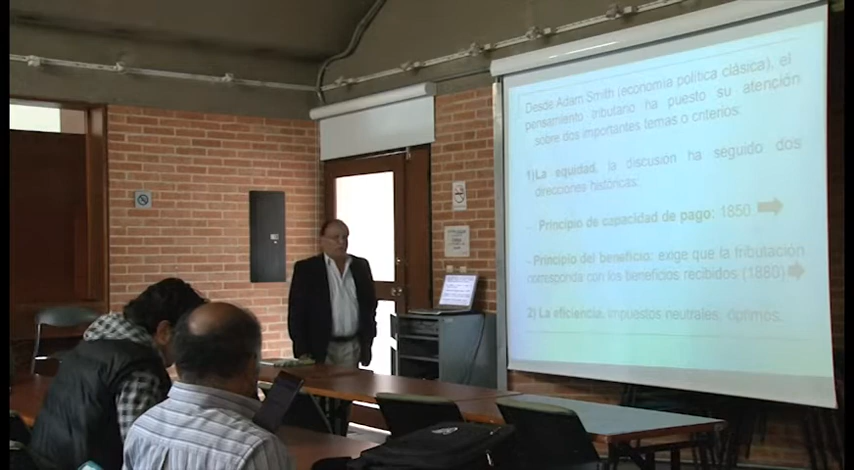 Desde Adam Smith (economía política clásica), el
pensamiento tributario ha puesto su atención
sobre dos importantes temas o criterios:
1)La equidad, la discusión ha seguido dos
direcciones históricas:
- Principio de capacidad de pago: 1850
- Principio del beneficio: exige que la tributación
corresponda con los beneficios recibidos (1880)
2) La eficiencia: impuestos neutrales, óptimos.